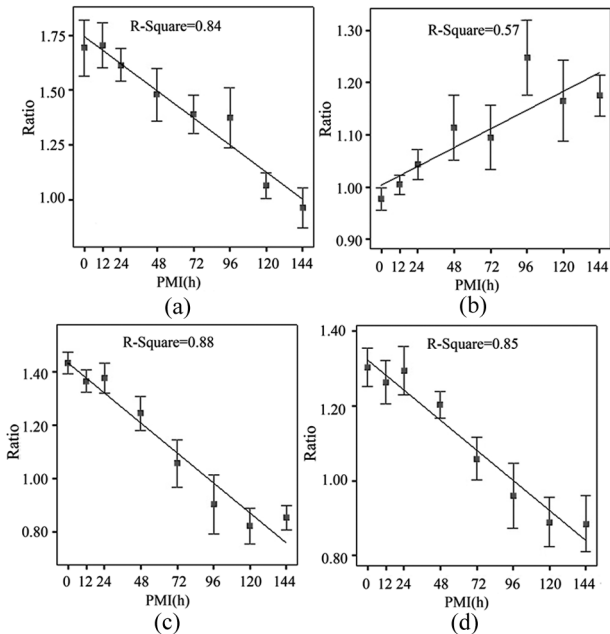 R-Square=0.84
Ratio
1.75
1.50
1.25
1.00
0 12 24 48 72 96 120 144
PMI(h)
(a)
R-Square=0.57
Ratio
1.30
1.20
1.10
1.00
0.90
0 12 24 48 72 96 120 144
PMI(h)
(b)
R-Square=0.88
Ratio
1.40
1.20
1.00
0.80
0 12 24 48 72 96 120 144
PMI(h)
(c)
R-Square=0.85
Ratio
1.40
1.20
1.00
0.80
0 12 24 48 72 96 120 144
PMI(h)
(d)